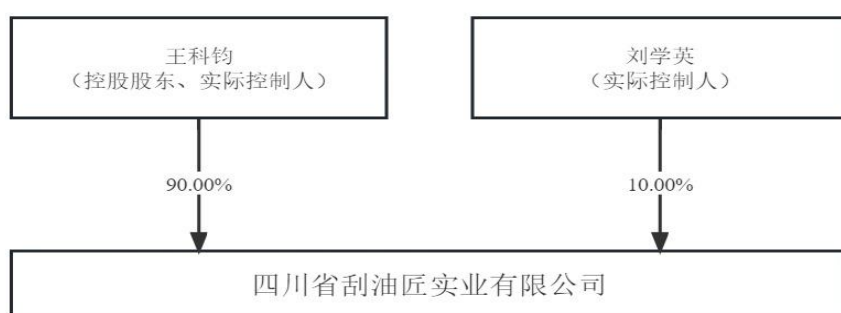 王科钧
（控股股东、实际控制人）
刘学英
（实际控制人）
90.00%
10.00%
四川省刮油匠实业有限公司